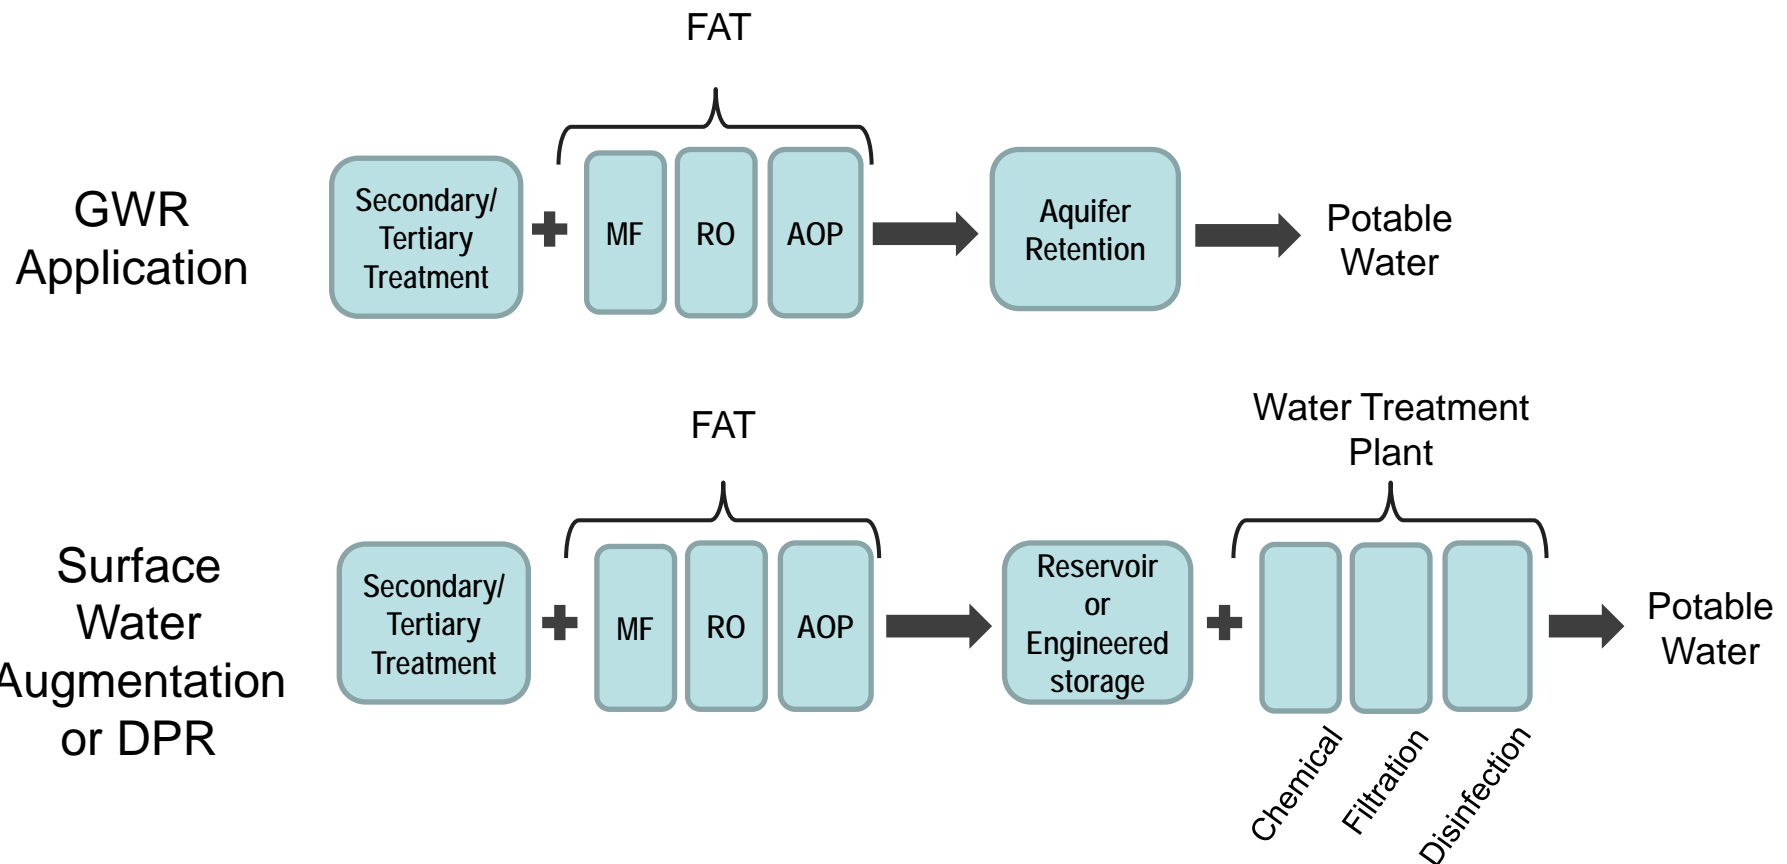 FAT
GWR
Application
Secondary/
Tertiary
Treatment
MF
RO
AOP
Aquifer
Retention
Potable
Water
FAT
Water Treatment
Plant
Surface
Water
Augmentation
or DPR
Secondary/
Tertiary
Treatment
MF
RO
AOP
Reservoir
or
Engineered
storage
Potable
Water
Chemical
Filtration
Disinfection